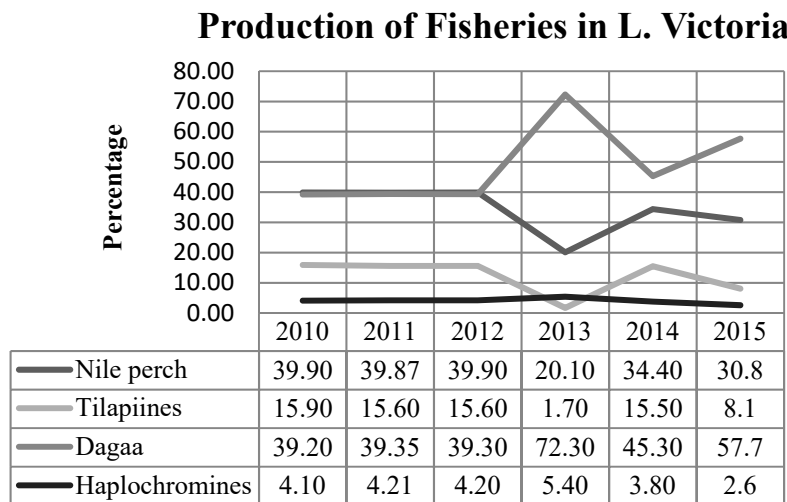 Production of Fisheries in L. Victoria
Percentage
80.00
70.00
60.00
50.00
40.00
30.00
20.00
10.00
0.00
2010 2011 2012 2013 2014 2015
Nile perch 39.90 39.87 39.90 20.10 34.40 30.8
Tilapiines 15.90 15.60 15.60 1.70 15.50 8.1
Dagaa 39.20 39.35 39.30 72.30 45.30 57.7
Haplochromines 4.10 4.21 4.20 5.40 3.80 2.6